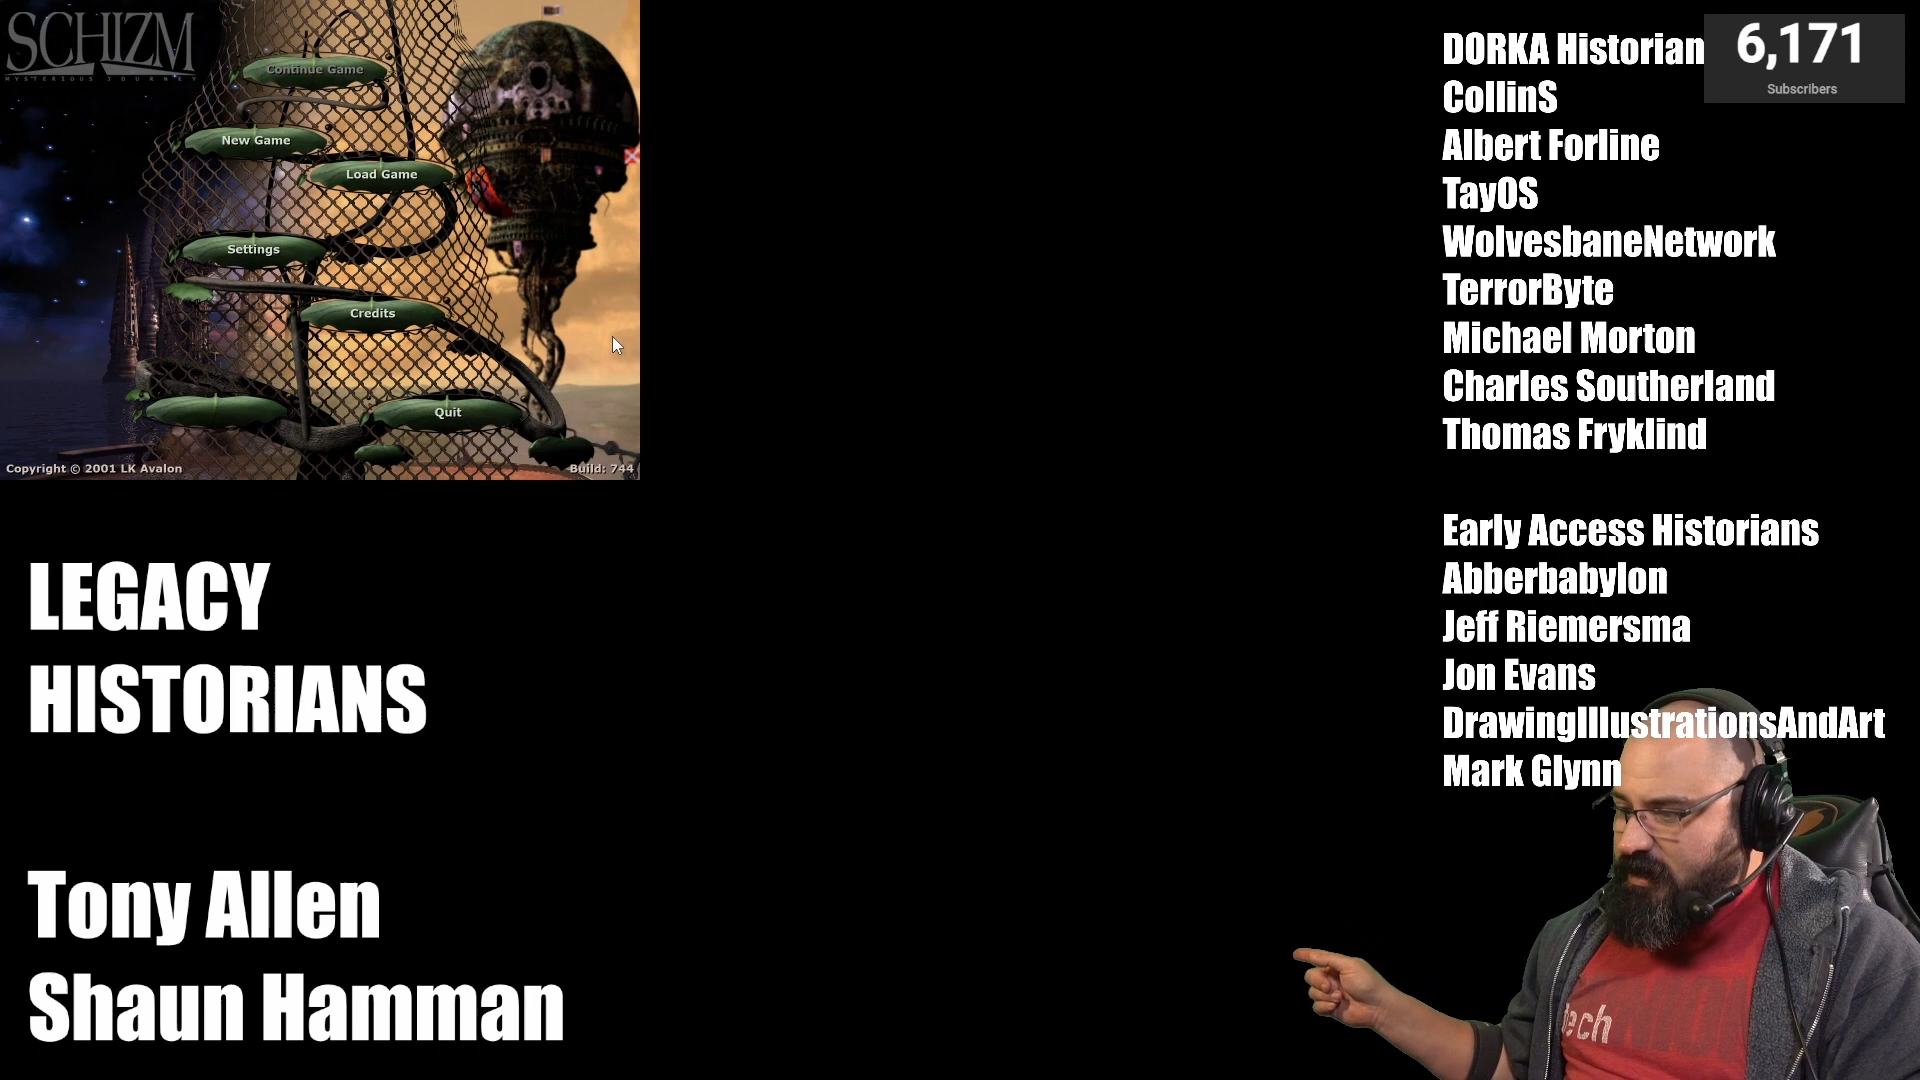 SCHIZM
MYSTERIOUS JOURNEY
Continue Game
New Game
Load Game
Settings
Credits
Quit
Copyright © 2001 LK Avalon
Build: 744
LEGACY
HISTORIANS
Tony Allen
Shaun Hamman
DORKA Historian
CollinS
Albert Forline
TayOS
WolvesbaneNetwork
TerrorByte
Michael Morton
Charles Southerland
Thomas Fryklind
Early Access Historians
Abberbabylon
Jeff Riemersma
Jon Evans
DrawingIllustrationsAndArt
Mark Glynn
6,171
Subscribers